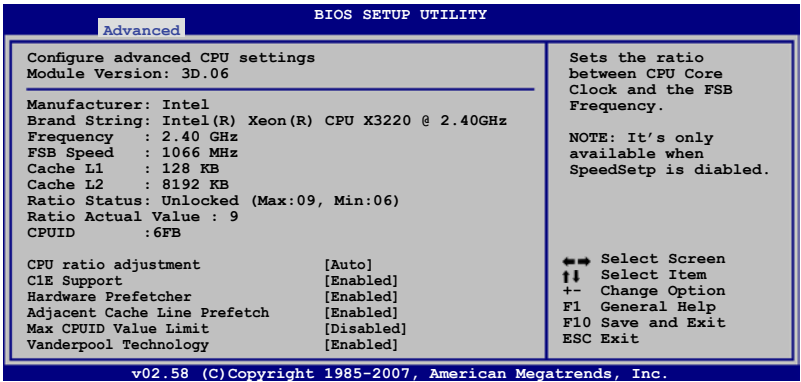 BIOS SETUP UTILITY
Advanced
Configure advanced CPU settings
Module Version: 3D.06
Manufacturer: Intel
Brand String: Intel(R) Xeon(R) CPU X3220 @ 2.40GHz
Frequency : 2.40 GHz
FSB Speed : 1066 MHz
Cache L1 : 128 KB
Cache L2 : 8192 KB
Ratio Status: Unlocked (Max:09, Min:06)
Ratio Actual Value : 9
CPUID :6FB
CPU ratio adjustment [Auto]
C1E Support [Enabled]
Hardware Prefetcher [Enabled]
Adjacent Cache Line Prefetch [Enabled]
Max CPUID Value Limit [Disabled]
Vanderpool Technology [Enabled]
Sets the ratio
between CPU Core
Clock and the FSB
Frequency.
NOTE: It's only
available when
SpeedSetp is diabled.
Select Screen
Select Item
+- Change Option
F1 General Help
F10 Save and Exit
ESC Exit
v02.58 (C)Copyright 1985-2007, American Megatrends, Inc.